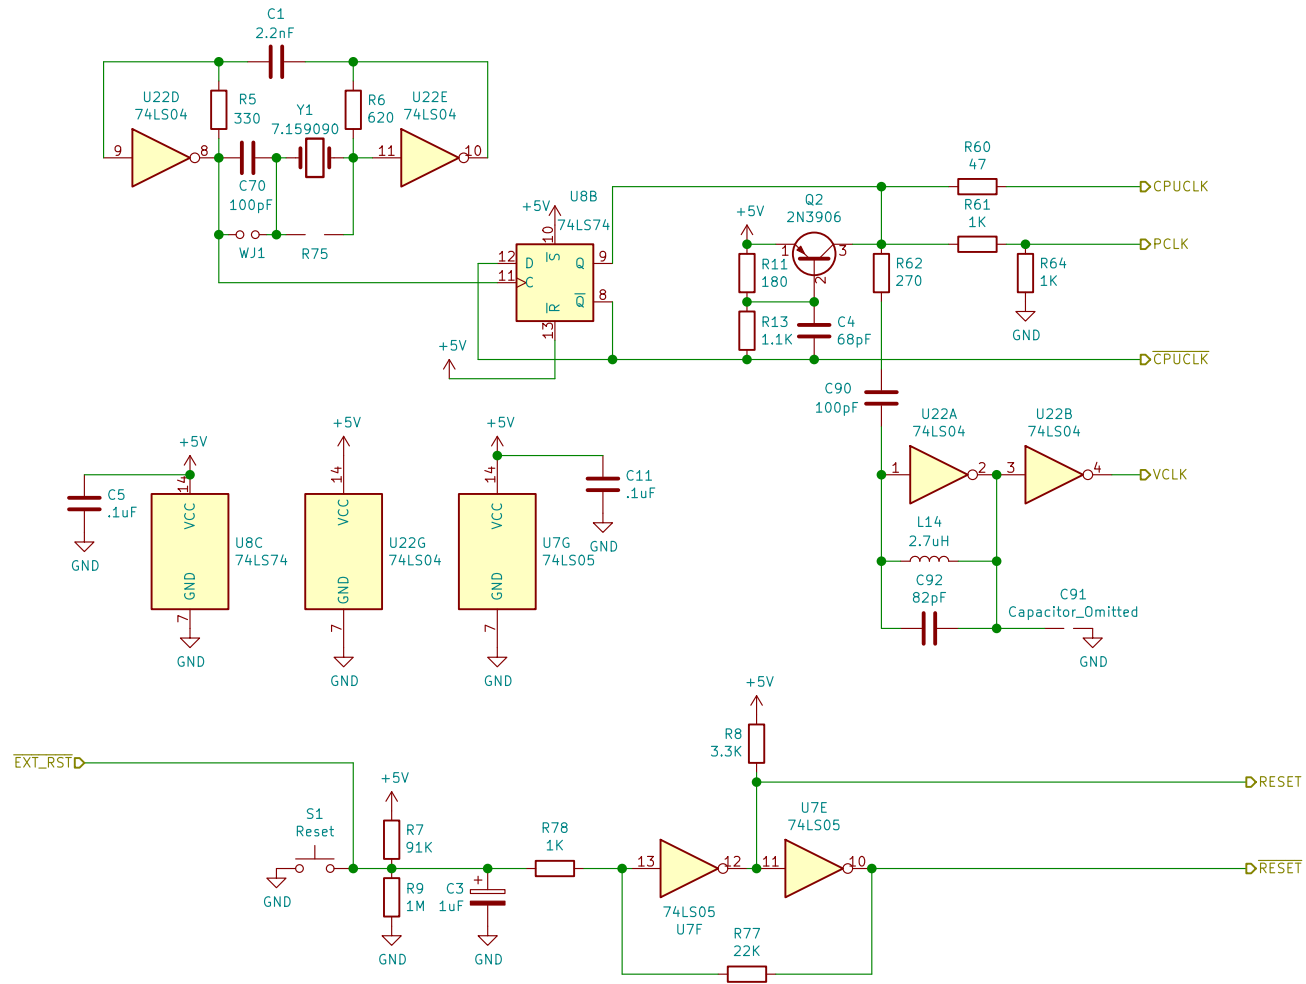 C1
2.2nF
U22D
74LS04
R5
330
Y1
7.159090
R6
620
U22E
74LS04
9
8
11
10
C70
100pF
WJ1
R75
+5V
U8B
74LS74
10
12
D
S
Q
9
11
C
R
Q
8
13
+5V
+5V
Q2
2N3906
1
3
2
R11
180
R13
1.1K
C4
68pF
R60
47
CPUCLK
R61
1K
PCLK
R62
270
R64
1K
GND
CPUCLK
C90
100pF
U22A
74LS04
U22B
74LS04
1
2
3
4
VCLK
L14
2.7uH
C92
82pF
C91
Capacitor_Omitted
GND
+5V
14
C5
.1uF
GND
VCC
GND
U8C
74LS74
7
GND
+5V
14
VCC
GND
U22G
74LS04
7
GND
+5V
14
VCC
GND
U7G
74LS05
7
GND
C11
.1uF
GND
EXT_RST
S1
Reset
GND
+5V
R7
91K
R9
1M
GND
C3
1uF
+
GND
R78
1K
+5V
R8
3.3K
13
12
74LS05
U7F
U7E
74LS05
11
10
R77
22K
RESET
RESET